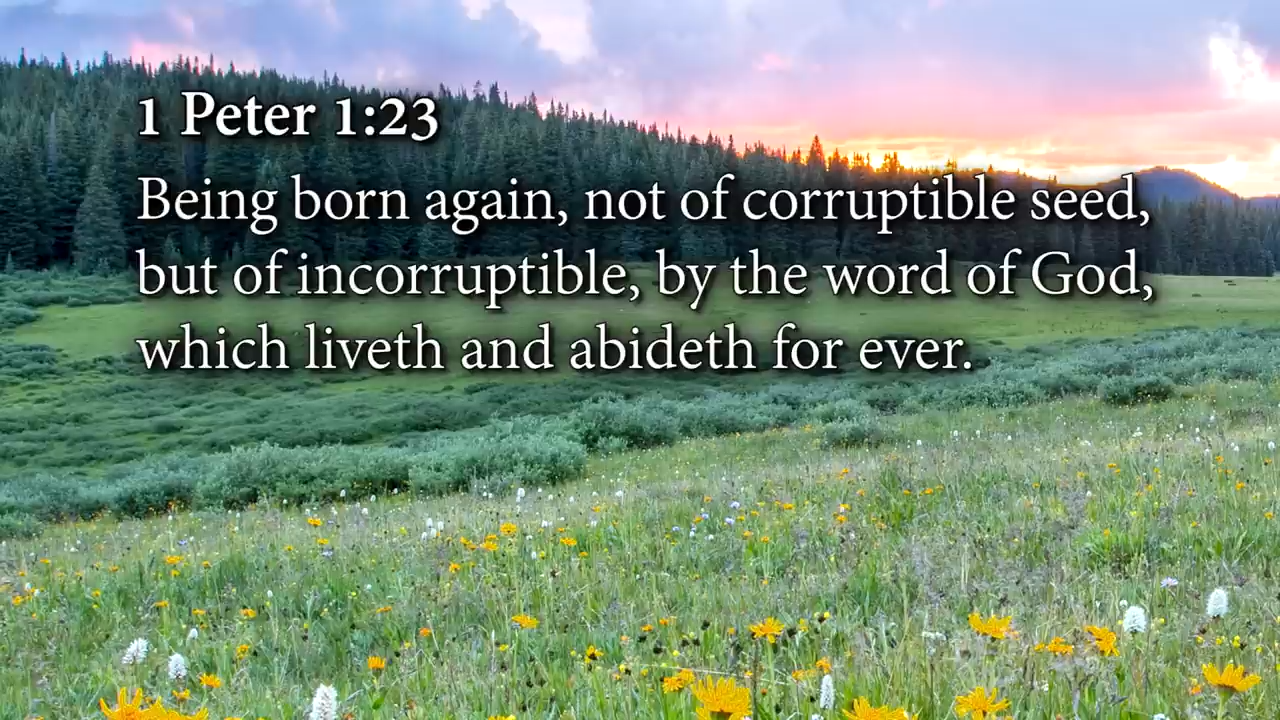 1 Peter 1:23
Being born again, not of corruptible seed,
but of incorruptible, by the word of God,
which liveth and abideth for ever.